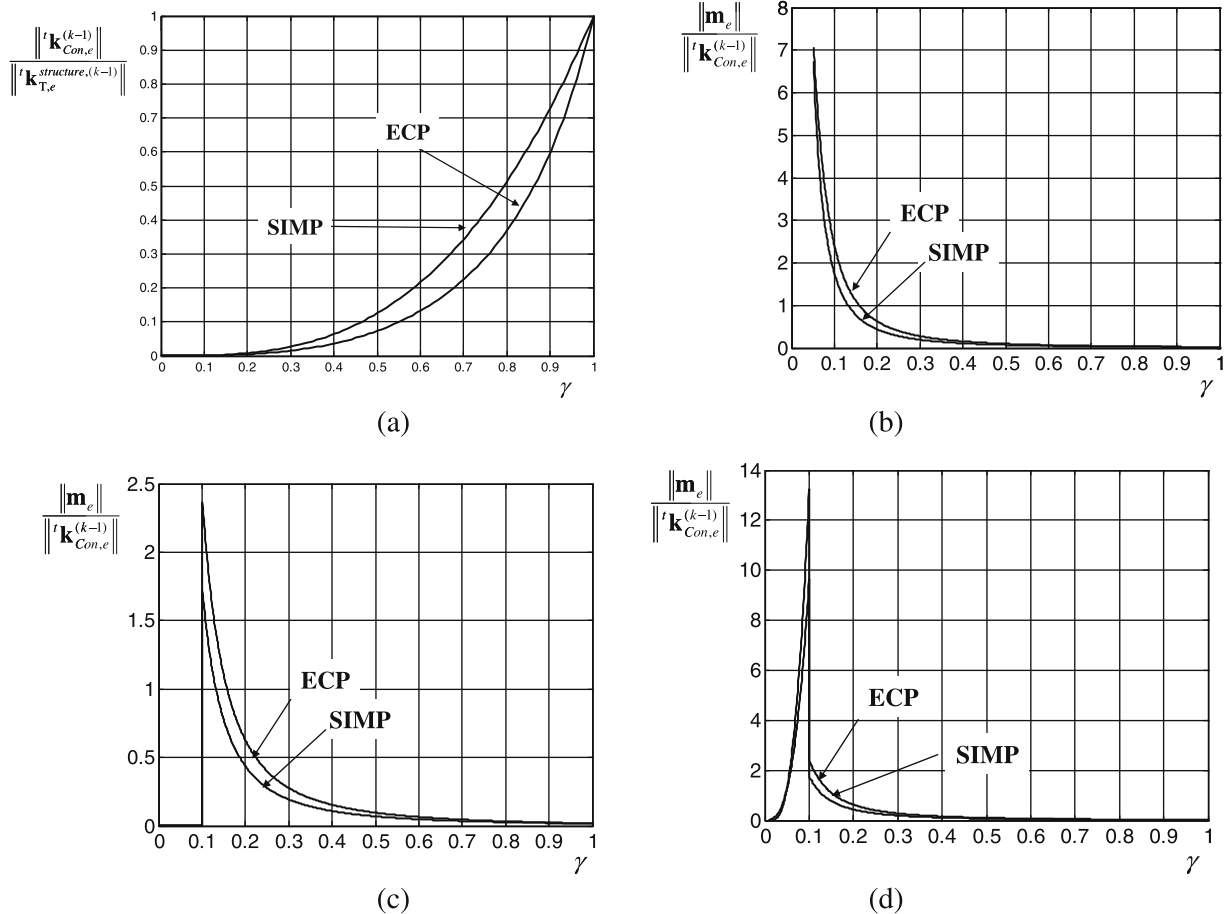 ‖ᵗk_{Con,e}^{(k−1)}‖
‖ᵗk_{T,e}^{structure,(k−1)}‖
1
0.9
0.8
0.7
0.6
0.5
0.4
0.3
0.2
0.1
0
ECP
SIMP
0 0.1 0.2 0.3 0.4 0.5 0.6 0.7 0.8 0.9 1
γ
(a)
‖m_e‖
‖ᵗk_{Con,e}^{(k−1)}‖
8
7
6
5
4
3
2
1
0
ECP
SIMP
0 0.1 0.2 0.3 0.4 0.5 0.6 0.7 0.8 0.9 1
γ
(b)
‖m_e‖
‖ᵗk_{Con,e}^{(k−1)}‖
2.5
2
1.5
1
0.5
0
ECP
SIMP
0 0.1 0.2 0.3 0.4 0.5 0.6 0.7 0.8 0.9 1
γ
(c)
‖m_e‖
‖ᵗk_{Con,e}^{(k−1)}‖
14
12
10
8
6
4
2
0
ECP
SIMP
0 0.1 0.2 0.3 0.4 0.5 0.6 0.7 0.8 0.9 1
γ
(d)